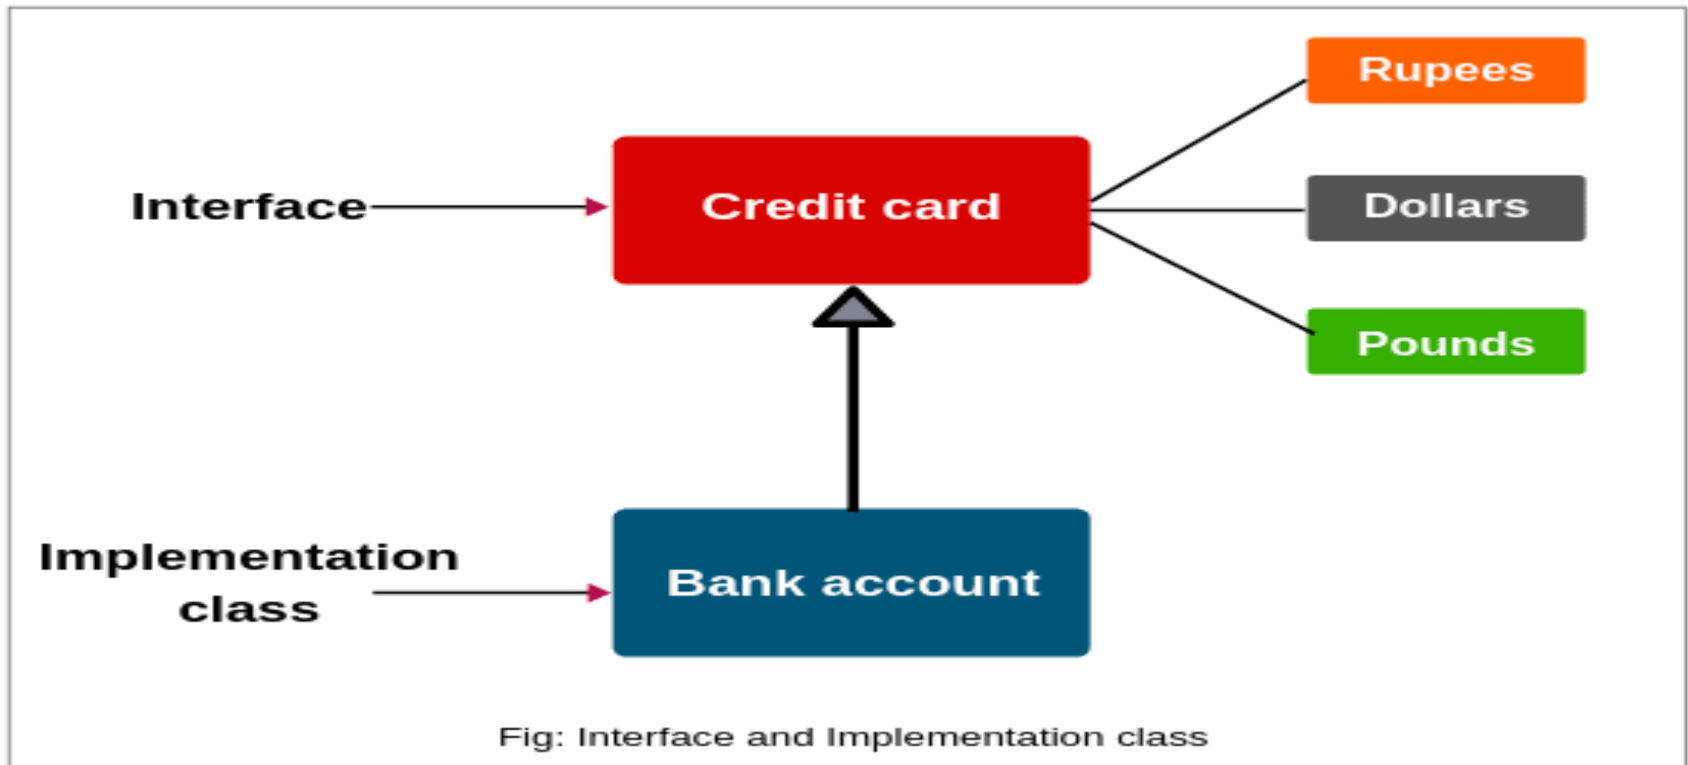 Rupees
Interface
Credit card
Dollars
Pounds
Implementation
class
Bank account
Fig: Interface and Implementation class